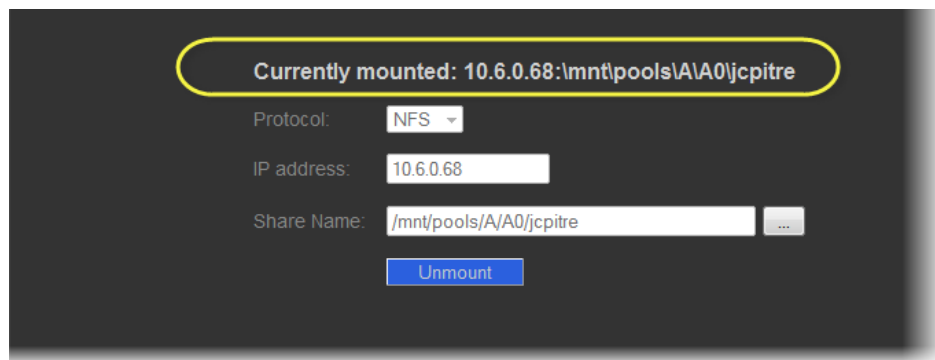 Currently mounted: 10.6.0.68:\mnt\pools\A\A0\jcpitre
Protocol: NFS
IP address: 10.6.0.68
Share Name: /mnt/pools/A/A0/jcpitre ...
Unmount